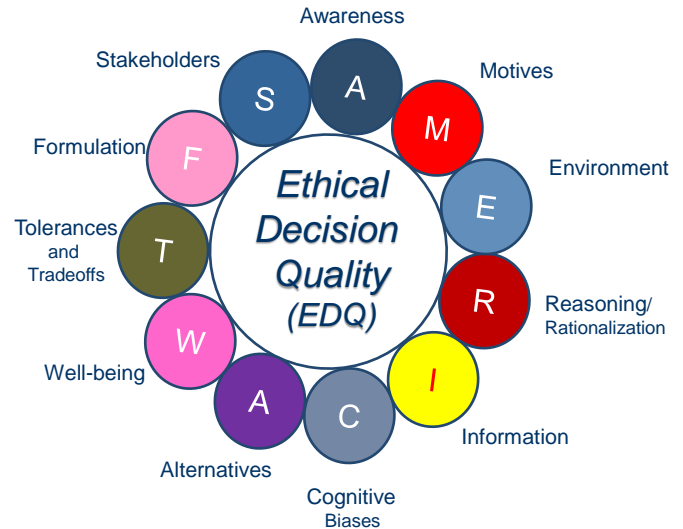 Awareness
Stakeholders
Motives
Formulation
Environment
Tolerances
and
Tradeoffs
Reasoning/
Rationalization
Well-being
Information
Alternatives
Cognitive
Biases
S
A
M
F
E
T
R
W
I
A
C
Ethical
Decision
Quality
(EDQ)